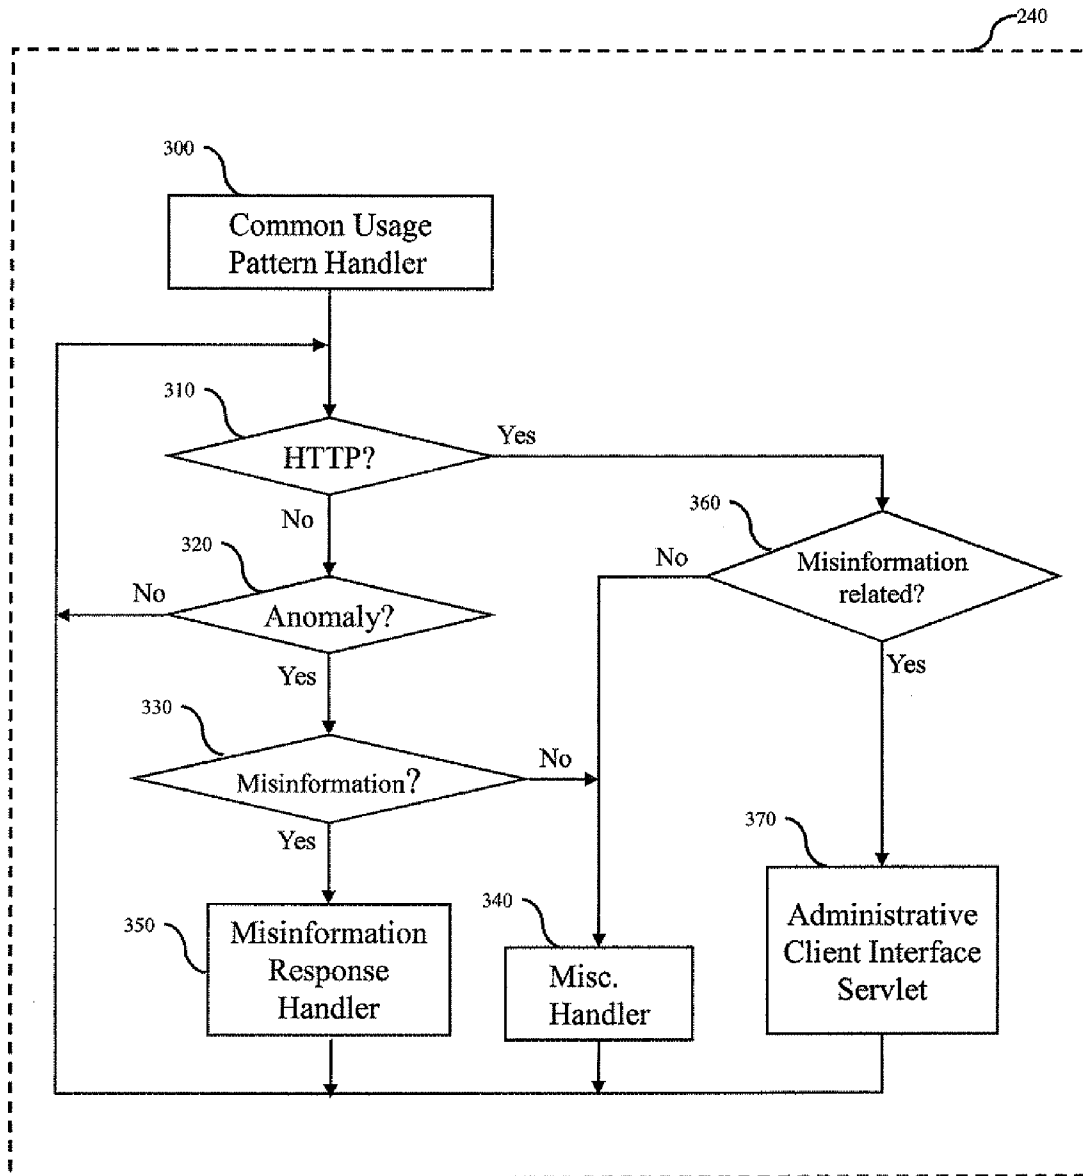 240
300
Common Usage
Pattern Handler
310
HTTP?
Yes
No
360
Misinformation
related?
No
320
Anomaly?
No
Yes
Yes
330
Misinformation?
No
Yes
370
Administrative
Client Interface
Servlet
350
Misinformation
Response
Handler
340
Misc.
Handler